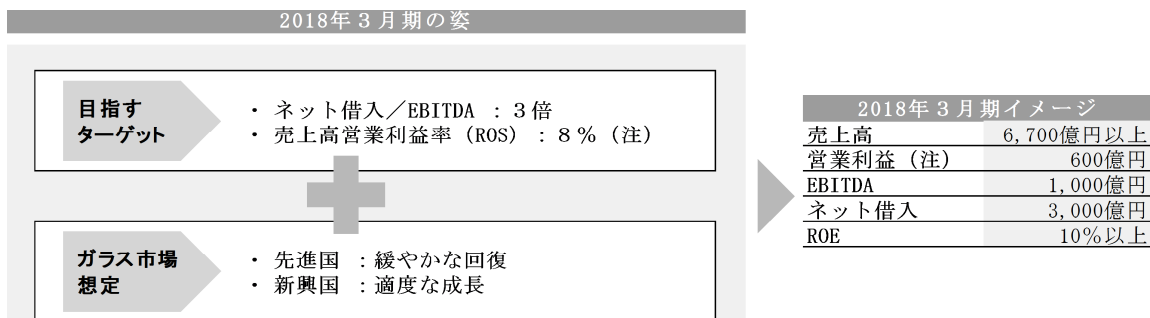 2018年3月期の姿
目指す
ターゲット
・ ネット借入／EBITDA ：3倍
・ 売上高営業利益率（ROS）：8％（注）
ガラス市場
想定
・ 先進国 ：緩やかな回復
・ 新興国 ：適度な成長
2018年3月期イメージ
売上高 6,700億円以上
営業利益（注） 600億円
EBITDA 1,000億円
ネット借入 3,000億円
ROE 10％以上